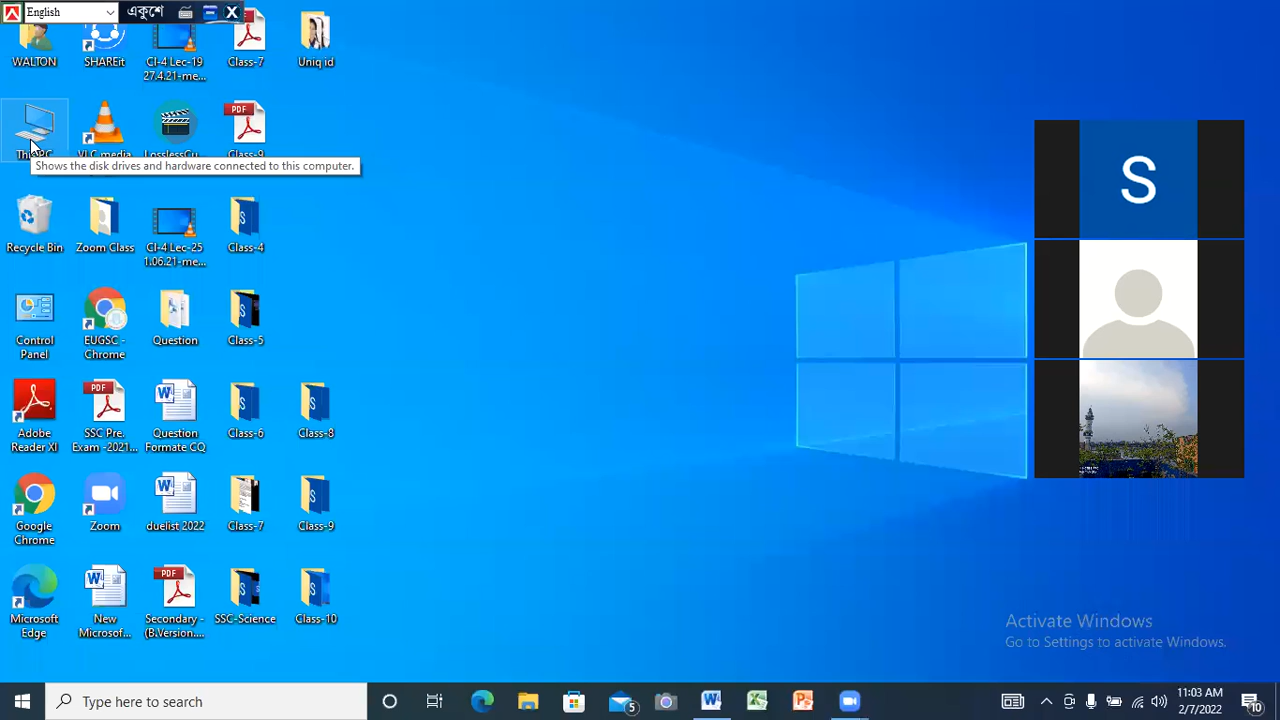 English
একুশে
WALTON
SHAREit
CI-4 Lec-19
27.4.21-me...
Class-7
Uniq id
PDF
Shows the disk drives and hardware connected to this computer.
Recycle Bin
Zoom Class
CI-4 Lec-25
1.06.21-me...
Class-4
Control
Panel
EUGSC -
Chrome
Question
Class-5
Adobe
Reader XI
PDF
SSC Pre.
Exam -2021...
Question
Formate CQ
Class-6
Class-8
Google
Chrome
Zoom
duelist 2022
Class-7
Class-9
Microsoft
Edge
New
Microsof...
PDF
Secondary -
(B.Version....
SSC-Science
Class-10
S
Activate Windows
Go to Settings to activate Windows.
Type here to search
5
11:03 AM
2/7/2022
10